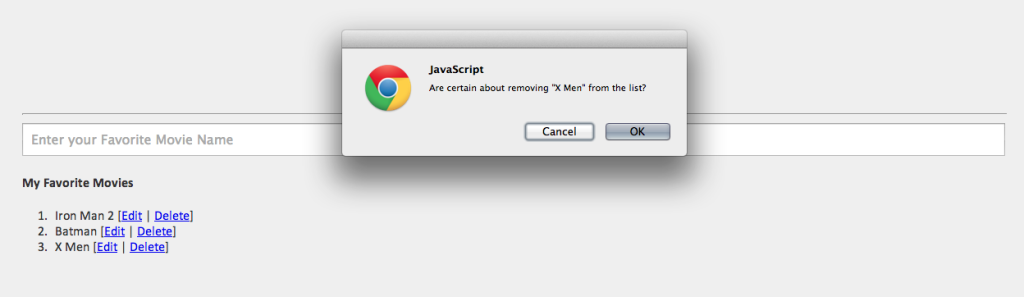 JavaScript
Are certain about removing "X Men" from the list?
Cancel OK
Enter your Favorite Movie Name
My Favorite Movies
1. Iron Man 2 [Edit | Delete]
2. Batman [Edit | Delete]
3. X Men [Edit | Delete]